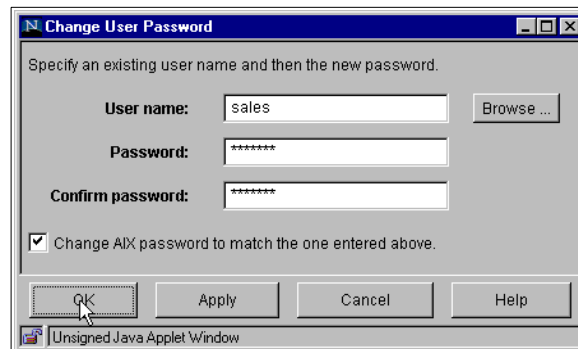 Change User Password
Specify an existing user name and then the new password.
User name: sales Browse ...
Password: *******
Confirm password: *******
Change AIX password to match the one entered above.
OK Apply Cancel Help
Unsigned Java Applet Window